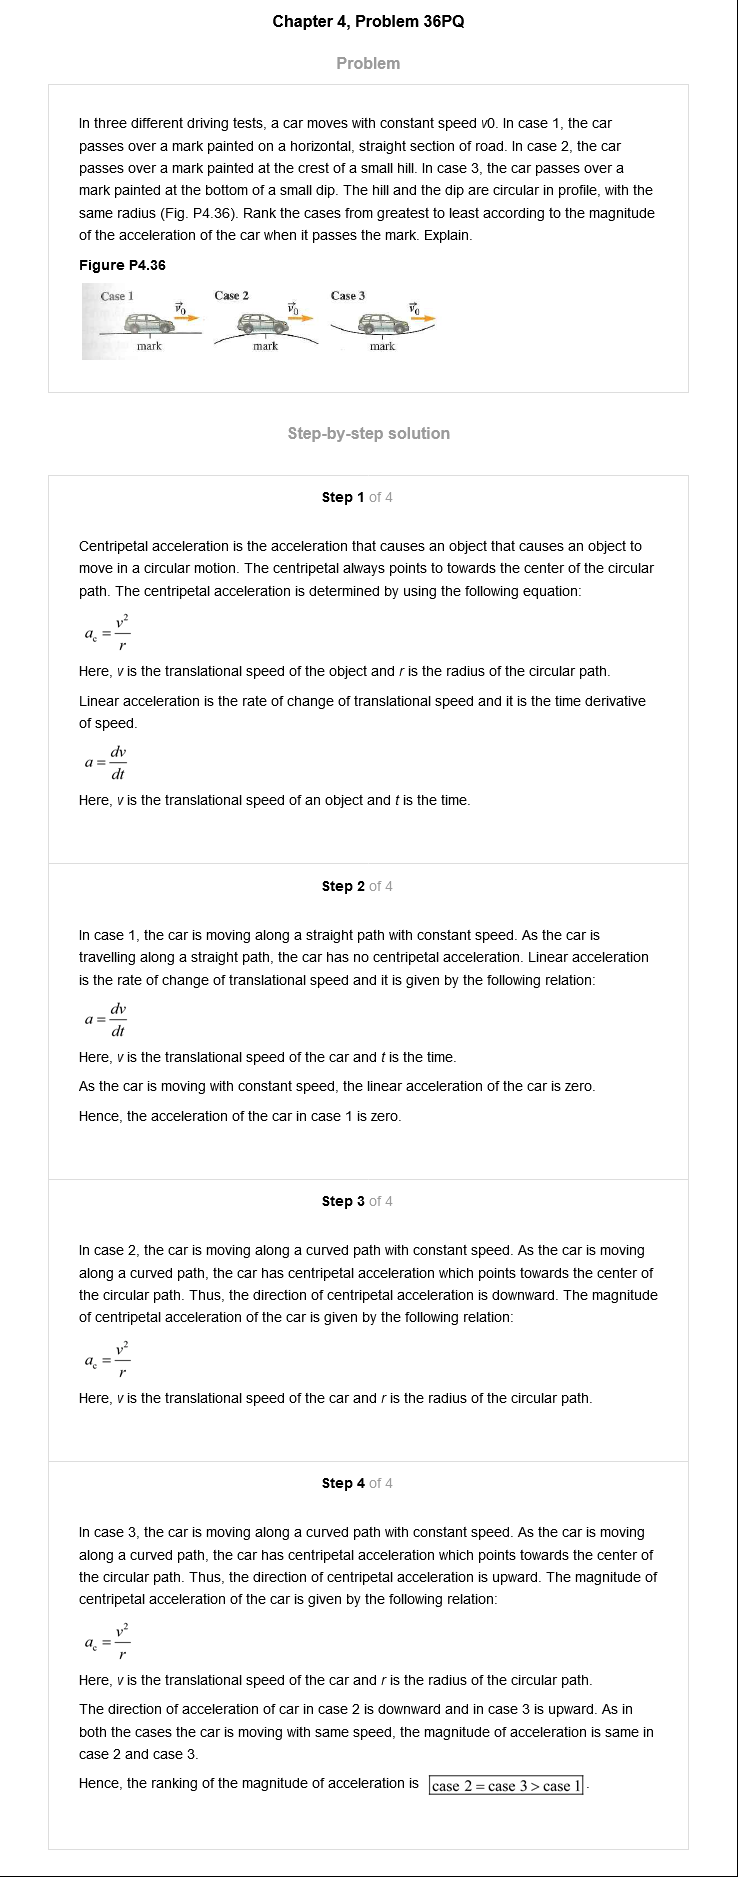 Chapter 4, Problem 36PQ
Problem
In three different driving tests, a car moves with constant speed v0. In case 1, the car
passes over a mark painted on a horizontal, straight section of road. In case 2, the car
passes over a mark painted at the crest of a small hill. In case 3, the car passes over a
mark painted at the bottom of a small dip. The hill and the dip are circular in profile, with the
same radius (Fig. P4.36). Rank the cases from greatest to least according to the magnitude
of the acceleration of the car when it passes the mark. Explain.
Figure P4.36
Case 1 Case 2 Case 3
v⃗₀ v⃗₀ v⃗₀
mark mark mark
Step-by-step solution
Step 1 of 4
Centripetal acceleration is the acceleration that causes an object that causes an object to
move in a circular motion. The centripetal always points to towards the center of the circular
path. The centripetal acceleration is determined by using the following equation:
a_c = v²/r
Here, v is the translational speed of the object and r is the radius of the circular path.
Linear acceleration is the rate of change of translational speed and it is the time derivative
of speed.
a = dv/dt
Here, v is the translational speed of an object and t is the time.
Step 2 of 4
In case 1, the car is moving along a straight path with constant speed. As the car is
travelling along a straight path, the car has no centripetal acceleration. Linear acceleration
is the rate of change of translational speed and it is given by the following relation:
a = dv/dt
Here, v is the translational speed of the car and t is the time.
As the car is moving with constant speed, the linear acceleration of the car is zero.
Hence, the acceleration of the car in case 1 is zero.
Step 3 of 4
In case 2, the car is moving along a curved path with constant speed. As the car is moving
along a curved path, the car has centripetal acceleration which points towards the center of
the circular path. Thus, the direction of centripetal acceleration is downward. The magnitude
of centripetal acceleration of the car is given by the following relation:
a_c = v²/r
Here, v is the translational speed of the car and r is the radius of the circular path.
Step 4 of 4
In case 3, the car is moving along a curved path with constant speed. As the car is moving
along a curved path, the car has centripetal acceleration which points towards the center of
the circular path. Thus, the direction of centripetal acceleration is upward. The magnitude of
centripetal acceleration of the car is given by the following relation:
a_c = v²/r
Here, v is the translational speed of the car and r is the radius of the circular path.
The direction of acceleration of car in case 2 is downward and in case 3 is upward. As in
both the cases the car is moving with same speed, the magnitude of acceleration is same in
case 2 and case 3.
Hence, the ranking of the magnitude of acceleration is case 2 = case 3 > case 1.